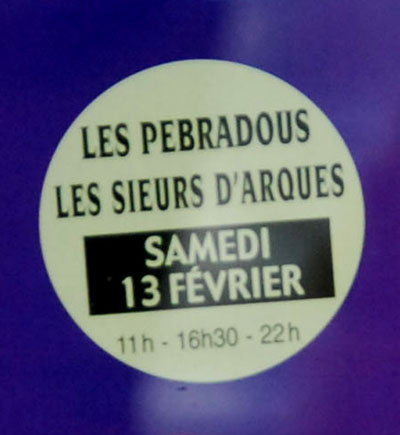 LES PEBRADOUS
LES SIEURS D'ARQUES
SAMEDI
13 FÉVRIER
11h - 16h30 - 22h